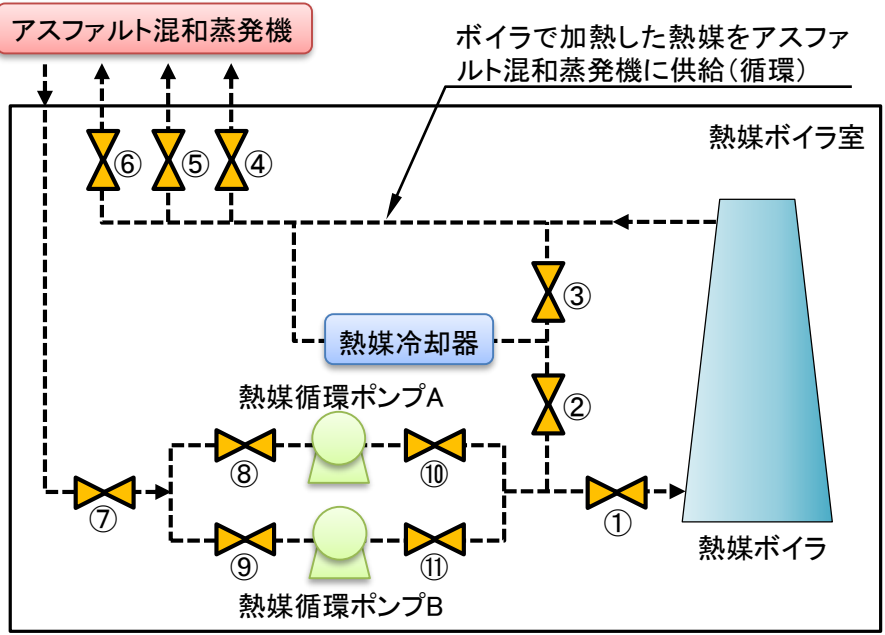 アスファルト混和蒸発機
ボイラで加熱した熱媒をアスファ
ルト混和蒸発機に供給(循環)
熱媒ボイラ室
⑥
⑤
④
③
熱媒冷却器
②
熱媒循環ポンプA
⑧
⑩
⑦
①
⑨
⑪
熱媒ボイラ
熱媒循環ポンプB